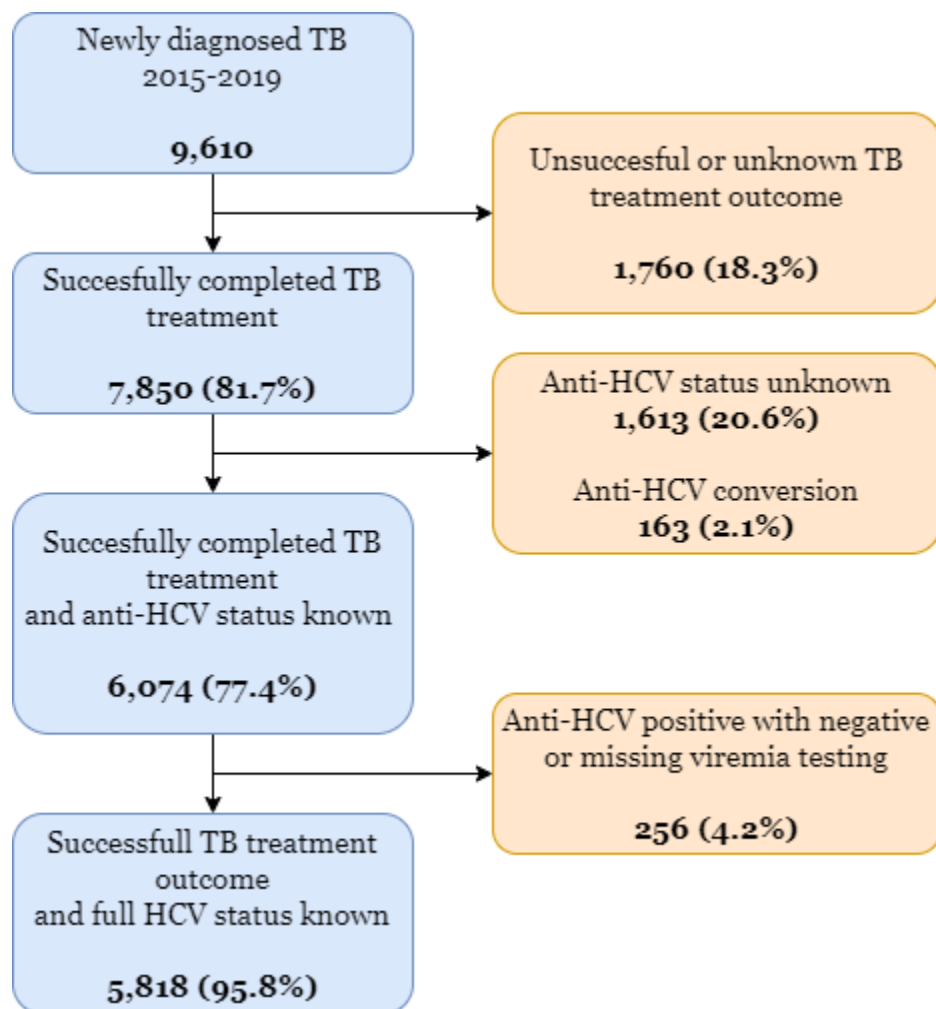 Newly diagnosed TB
2015-2019
9,610
Unsuccesful or unknown TB
treatment outcome
1,760 (18.3%)
Succesfully completed TB
treatment
7,850 (81.7%)
Anti-HCV status unknown
1,613 (20.6%)
Anti-HCV conversion
163 (2.1%)
Succesfully completed TB
treatment
and anti-HCV status known
6,074 (77.4%)
Anti-HCV positive with negative
or missing viremia testing
256 (4.2%)
Successfull TB treatment
outcome
and full HCV status known
5,818 (95.8%)